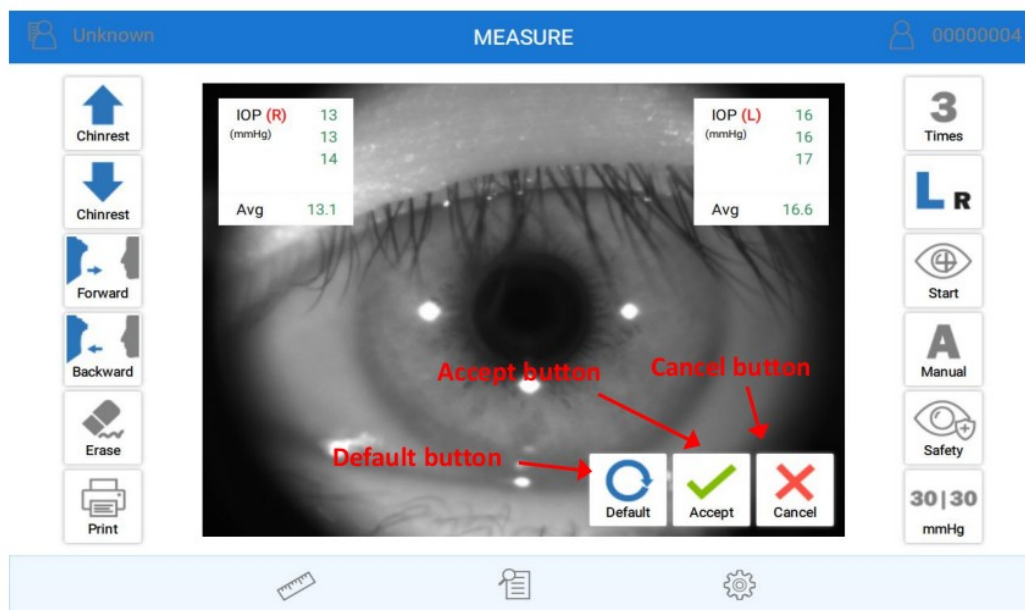 Unknown
MEASURE
00000004
Chinrest
Chinrest
Forward
Backward
Erase
Print
IOP (R) 13
(mmHg) 13
14
Avg 13.1
IOP (L) 16
(mmHg) 16
17
Avg 16.6
Accept button
Cancel button
Default button
Default
Accept
Cancel
3
Times
L R
Start
A
Manual
Safety
30|30
mmHg